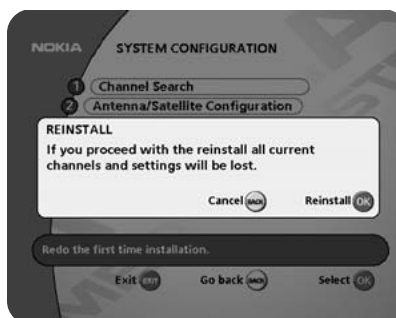 NOKIA
SYSTEM CONFIGURATION
1 Channel Search
2 Antenna/Satellite Configuration
REINSTALL
If you proceed with the reinstall all current
channels and settings will be lost.
Cancel BACK Reinstall OK
Redo the first time installation.
Exit EXIT Go back BACK Select OK